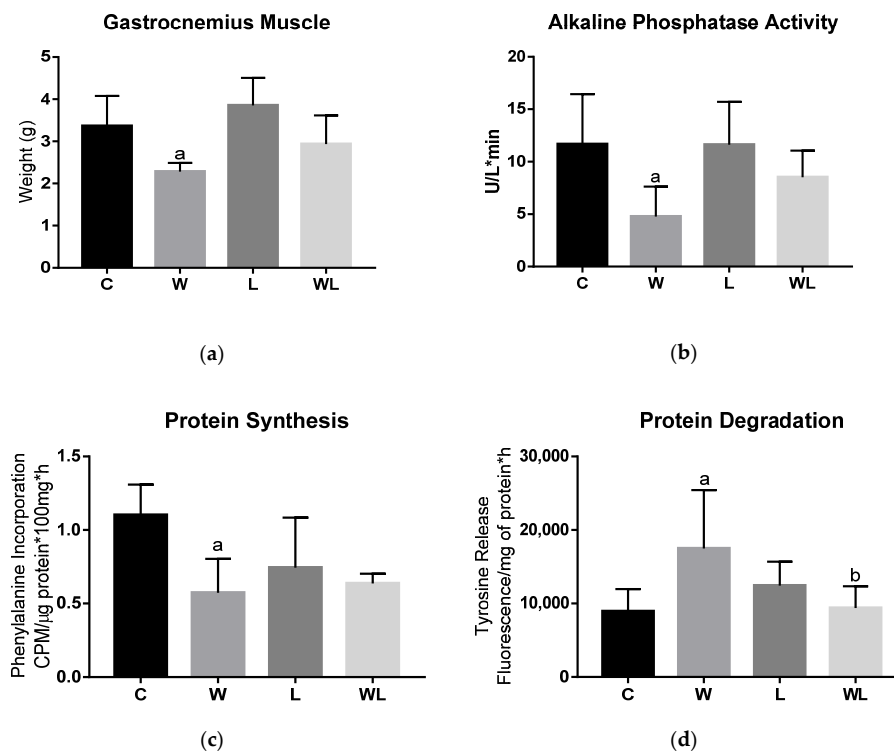 Gastrocnemius Muscle
Weight (g)
5
4
3
2
1
0
a
C W L WL
(a)
Alkaline Phosphatase Activity
U/L*min
20
15
10
5
0
a
C W L WL
(b)
Protein Synthesis
Phenylalanine Incorporation
CPM/μg protein*100mg*h
1.5
1.0
0.5
0.0
a
C W L WL
(c)
Protein Degradation
Tyrosine Release
Fluorescence/mg of protein*h
30,000
20,000
10,000
0
a
b
C W L WL
(d)